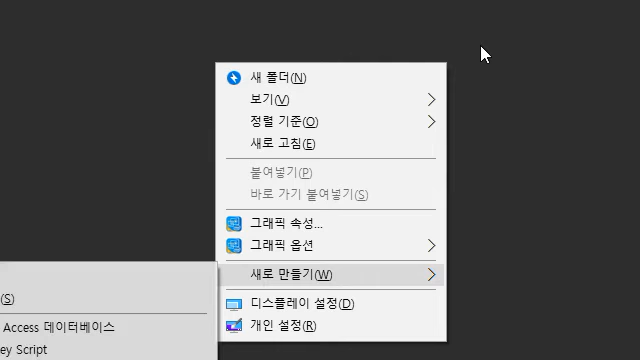 새 폴더(N)
보기(V)
정렬 기준(O)
새로 고침(E)
붙여넣기(P)
바로 가기 붙여넣기(S)
그래픽 속성...
그래픽 옵션
새로 만들기(W)
디스플레이 설정(D)
개인 설정(R)
(S)
Access 데이터베이스
ey Script